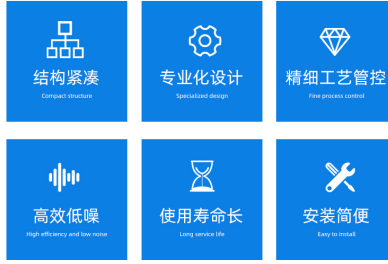 结构紧凑
Compact structure
专业化设计
Specialized design
精细工艺管控
Fine process control
高效低噪
High efficiency and low noise
使用寿命长
Long service life
安装简便
Easy to install